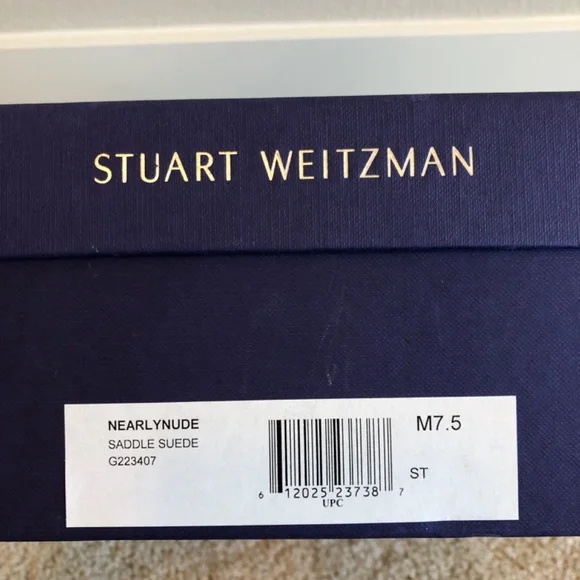 STUART WEITZMAN
NEARLYNUDE
SADDLE SUEDE
G223407
6 12025 23738 7
UPC
M7.5
ST